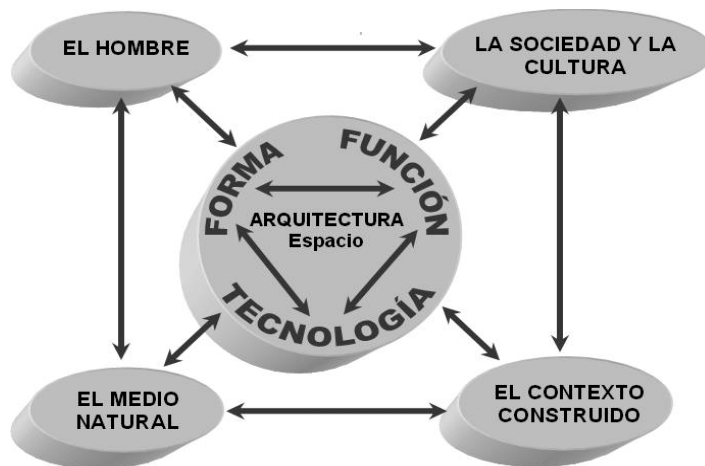 EL HOMBRE
LA SOCIEDAD Y LA
CULTURA
FORMA
FUNCIÓN
ARQUITECTURA
Espacio
TECNOLOGÍA
EL MEDIO
NATURAL
EL CONTEXTO
CONSTRUIDO